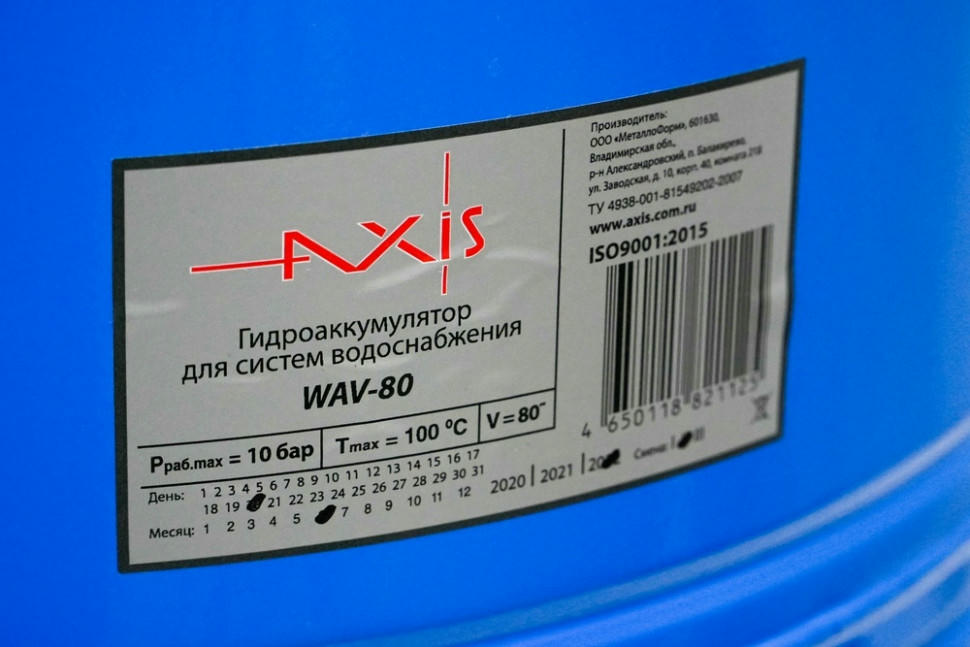 AXIS
Гидроаккумулятор
для систем водоснабжения
WAV-80
Pраб.max = 10 бар
Tmax = 100 ºC
V = 80
День: 1 2 3 4 5 6 7 8 9 10 11 12 13 14 15 16 17
18 19 21 22 23 24 25 26 27 28 29 30 31
Месяц: 1 2 3 4 5 7 8 9 10 11 12
2020 | 2021 |
Смена: I
Производитель:
ООО «МеталлоФорм», 601630,
Владимирская обл.,
р-н Александровский, п. Балакирево,
ул. Заводская, д. 10, корп. 40, комната 21д
ТУ 4938-001-81549202-2007
www.axis.com.ru
ISO9001:2015
4 650118 821125